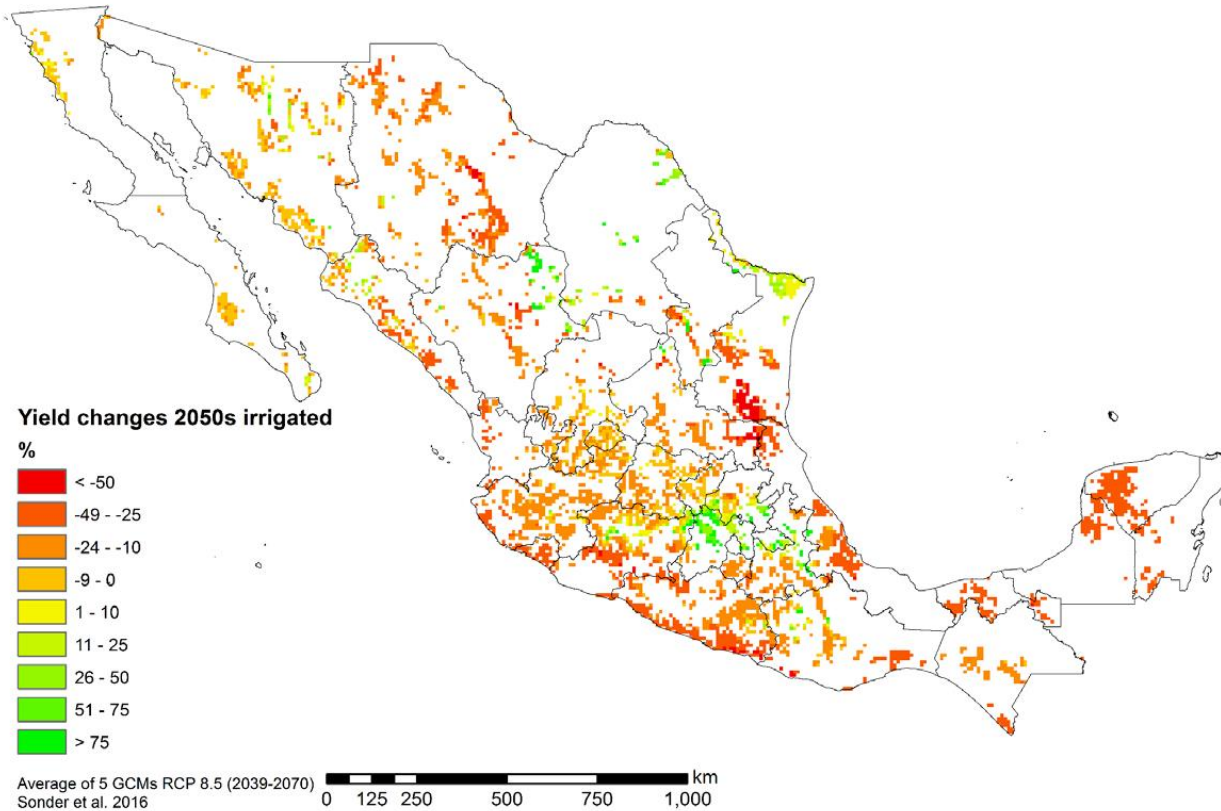 Yield changes 2050s irrigated
%
< -50
-49 - -25
-24 - -10
-9 - 0
1 - 10
11 - 25
26 - 50
51 - 75
> 75
Average of 5 GCMs RCP 8.5 (2039-2070)
Sonder et al. 2016
km
0 125 250 500 750 1,000